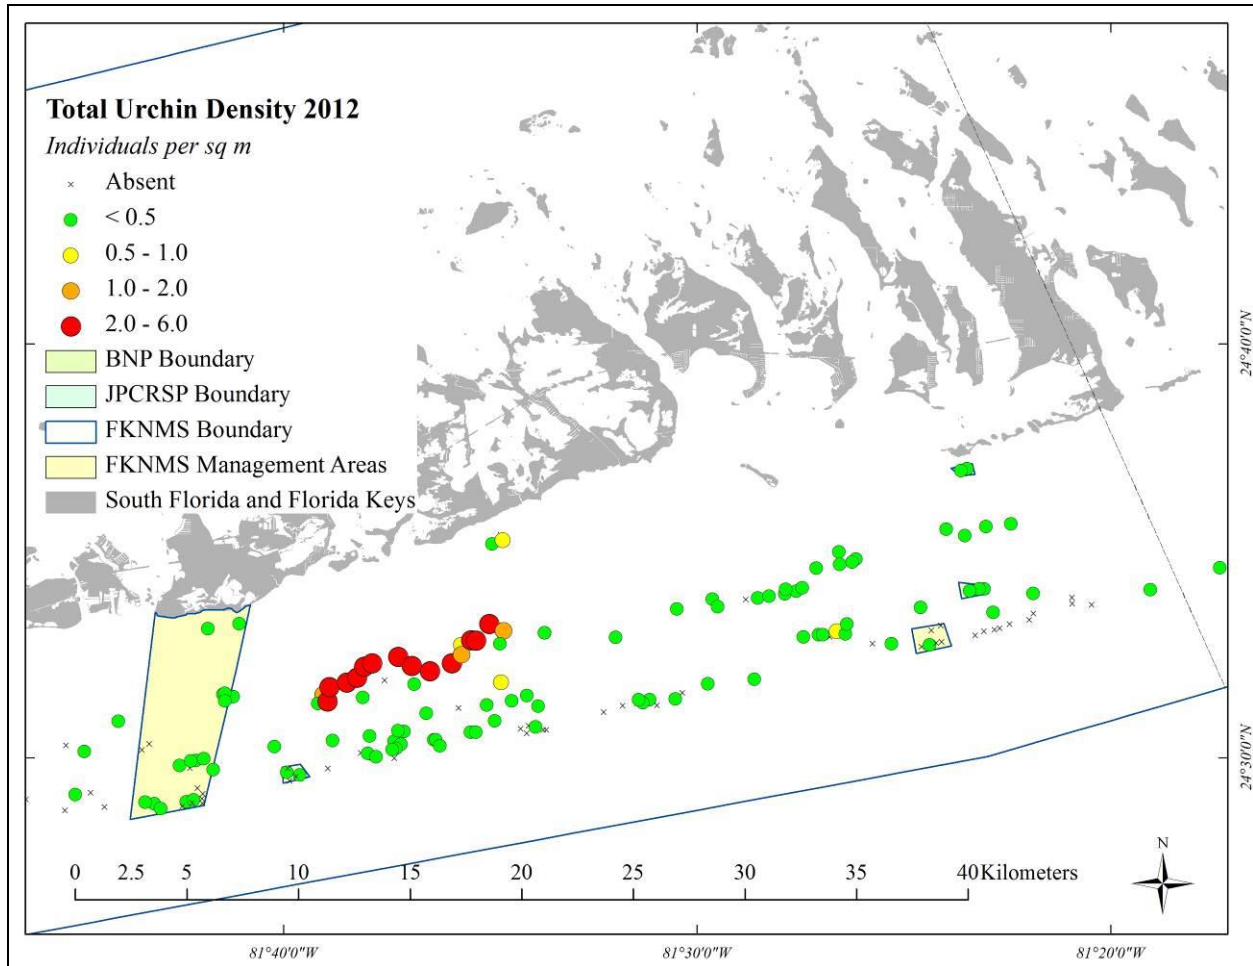 Total Urchin Density 2012
Individuals per sq m
Absent
< 0.5
0.5 - 1.0
1.0 - 2.0
2.0 - 6.0
BNP Boundary
JPCRSP Boundary
FKNMS Boundary
FKNMS Management Areas
South Florida and Florida Keys
24°40'0"N
24°30'0"N
N
0 2.5 5 10 15 20 25 30 35 40 Kilometers
81°40'0"W 81°30'0"W 81°20'0"W